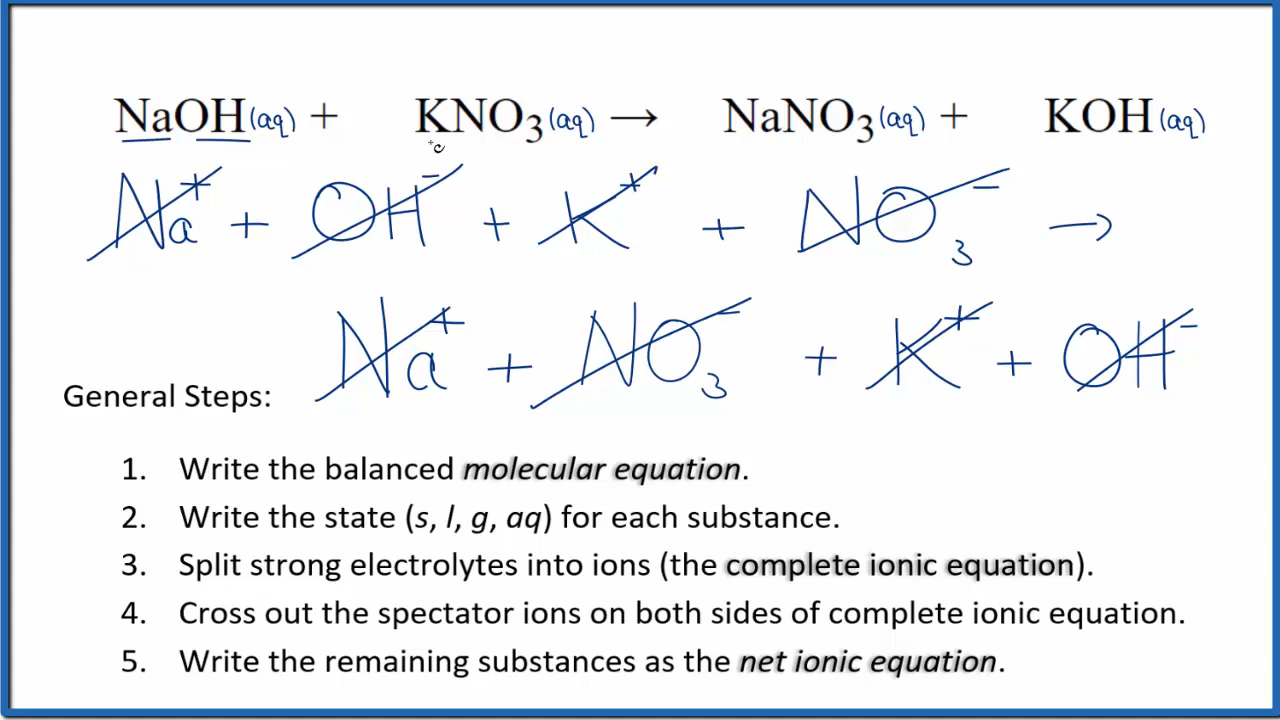 NaOH(aq) + KNO₃(aq) → NaNO₃(aq) + KOH(aq)
Na⁺ + OH⁻ + K⁺ + NO₃⁻ →
Na⁺ + NO₃⁻ + K⁺ + OH⁻
General Steps:
1. Write the balanced molecular equation.
2. Write the state (s, l, g, aq) for each substance.
3. Split strong electrolytes into ions (the complete ionic equation).
4. Cross out the spectator ions on both sides of complete ionic equation.
5. Write the remaining substances as the net ionic equation.